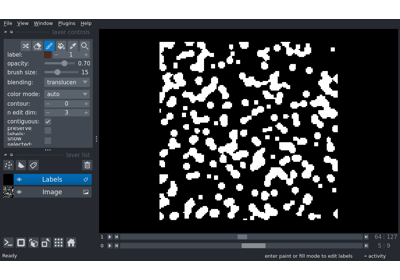 File View Window Plugins Help
layer controls
label: 1
opacity: 0.70
brush size: 15
blending: translucen
color mode: auto
contour: 0
n edit dim: 3
contiguous:
preserve labels:
show selected:
layer list
Labels
Image
1 64 127
0 5 9
Ready enter paint or fill mode to edit labels activity